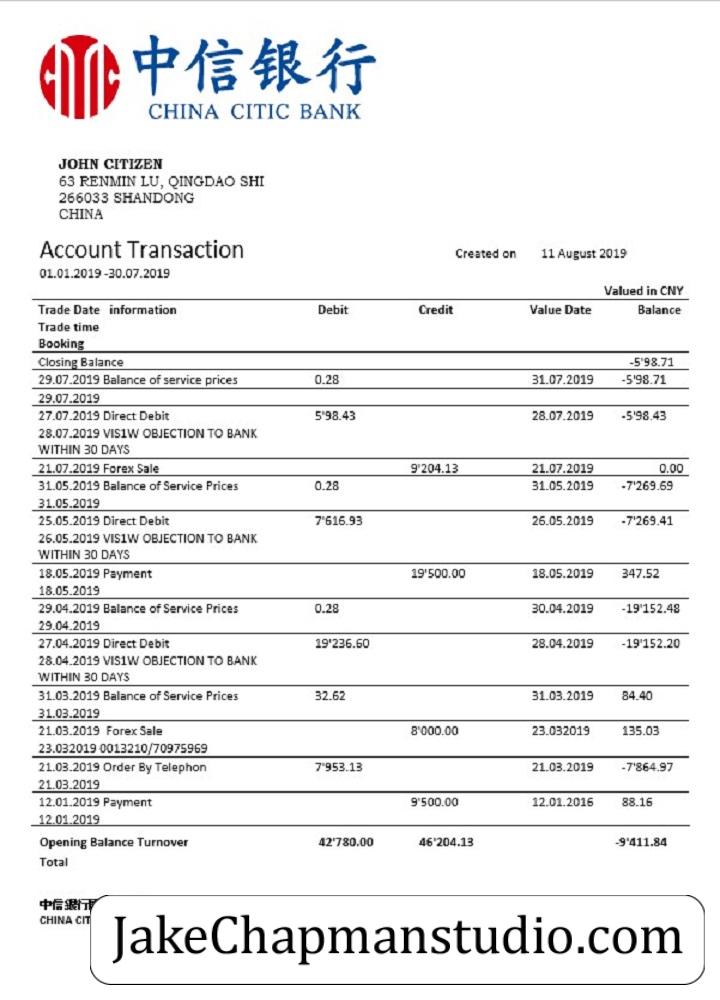 中信银行
CHINA CITIC BANK
JOHN CITIZEN
63 RENMIN LU, QINGDAO SHI
266033 SHANDONG
CHINA
Account Transaction Created on 11 August 2019
01.01.2019 -30.07.2019
Valued in CNY
Trade Date information Debit Credit Value Date Balance
Trade time
Booking
Closing Balance -5'98.71
29.07.2019 Balance of service prices 0.28 31.07.2019 -5'98.71
29.07.2019
27.07.2019 Direct Debit 5'98.43 28.07.2019 -5'98.43
28.07.2019 VIS1W OBJECTION TO BANK
WITHIN 30 DAYS
21.07.2019 Forex Sale 9'204.13 21.07.2019 0.00
31.05.2019 Balance of Service Prices 0.28 31.05.2019 -7'269.69
31.05.2019
25.05.2019 Direct Debit 7'616.93 26.05.2019 -7'269.41
26.05.2019 VIS1W OBJECTION TO BANK
WITHIN 30 DAYS
18.05.2019 Payment 19'500.00 18.05.2019 347.52
18.05.2019
29.04.2019 Balance of Service Prices 0.28 30.04.2019 -19'152.48
29.04.2019
27.04.2019 Direct Debit 19'236.60 28.04.2019 -19'152.20
28.04.2019 VIS1W OBJECTION TO BANK
WITHIN 30 DAYS
31.03.2019 Balance of Service Prices 32.62 31.03.2019 84.40
31.03.2019
21.03.2019 Forex Sale 8'000.00 23.032019 135.03
23.032019 0013210/70975969
21.03.2019 Order By Telephon 7'953.13 21.03.2019 -7'864.97
21.03.2019
12.01.2019 Payment 9'500.00 12.01.2016 88.16
12.01.2019
Opening Balance Turnover 42'780.00 46'204.13 -9'411.84
Total
中信银行
CHINA CIT
JakeChapmanstudio.com